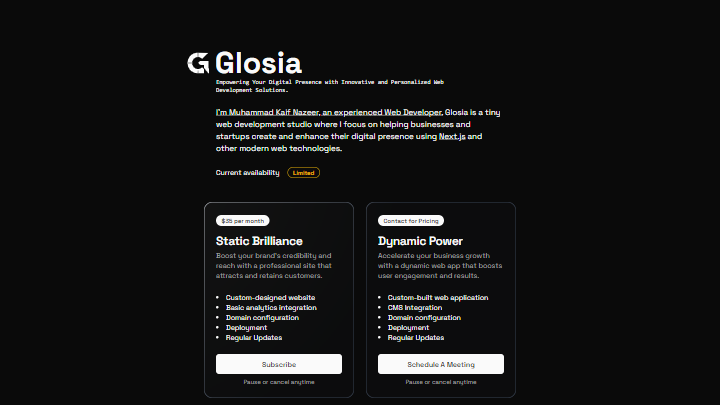 Glosia
Empowering Your Digital Presence with Innovative and Personalized Web
Development Solutions.
I'm Muhammad Kaif Nazeer, an experienced Web Developer. Glosia is a tiny
web development studio where I focus on helping businesses and
startups create and enhance their digital presence using Next.js and
other modern web technologies.
Current availability
Limited
$35 per month
Static Brilliance
Boost your brand's credibility and
reach with a professional site that
attracts and retains customers.
• Custom-designed website
• Basic analytics integration
• Domain configuration
• Deployment
• Regular Updates
Subscribe
Pause or cancel anytime
Contact for Pricing
Dynamic Power
Accelerate your business growth
with a dynamic web app that boosts
user engagement and results.
• Custom-built web application
• CMS Integration
• Domain configuration
• Deployment
• Regular Updates
Schedule A Meeting
Pause or cancel anytime